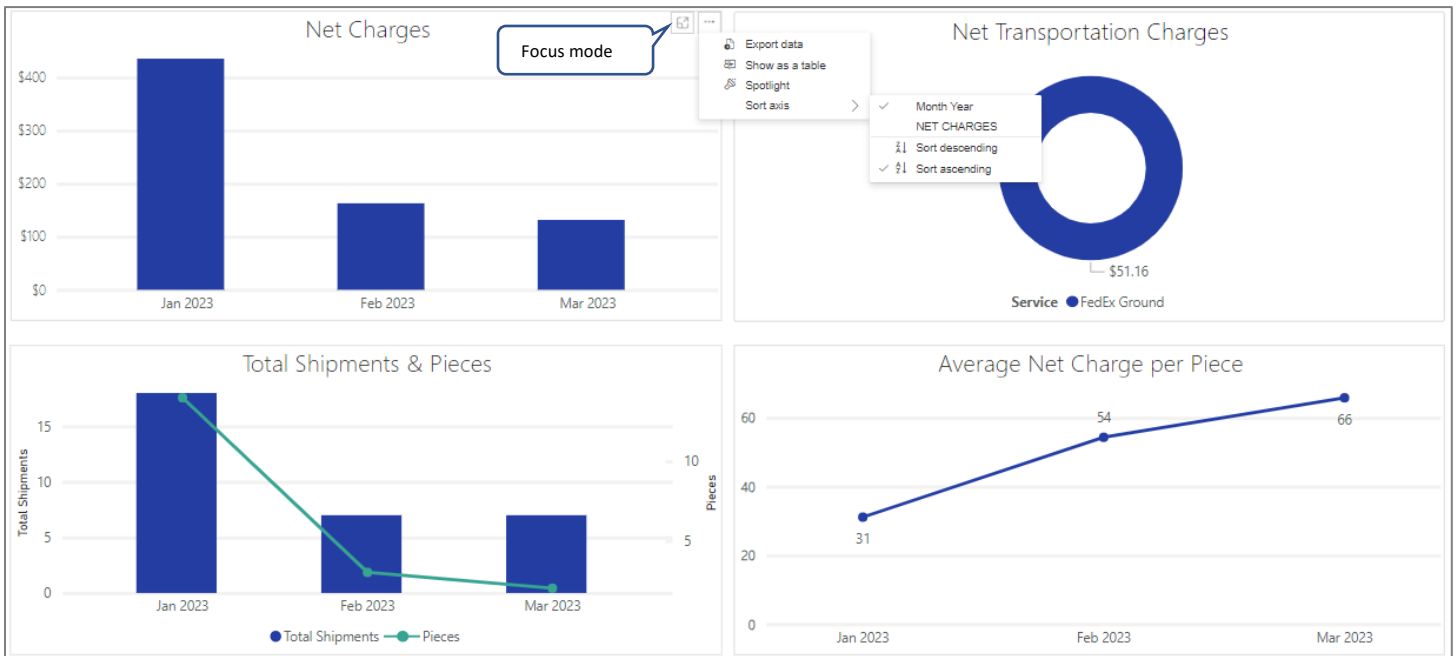 Net Charges
Focus mode
...
Export data
Show as a table
Spotlight
Sort axis
Month Year
NET CHARGES
Sort descending
Sort ascending
$400
$300
$200
$100
$0
Jan 2023 Feb 2023 Mar 2023
Net Transportation Charges
$51.16
Service FedEx Ground
Total Shipments & Pieces
Total Shipments
15
10
5
0
Pieces
10
5
Jan 2023 Feb 2023 Mar 2023
Total Shipments Pieces
Average Net Charge per Piece
60
40
20
0
31
54
66
Jan 2023 Feb 2023 Mar 2023